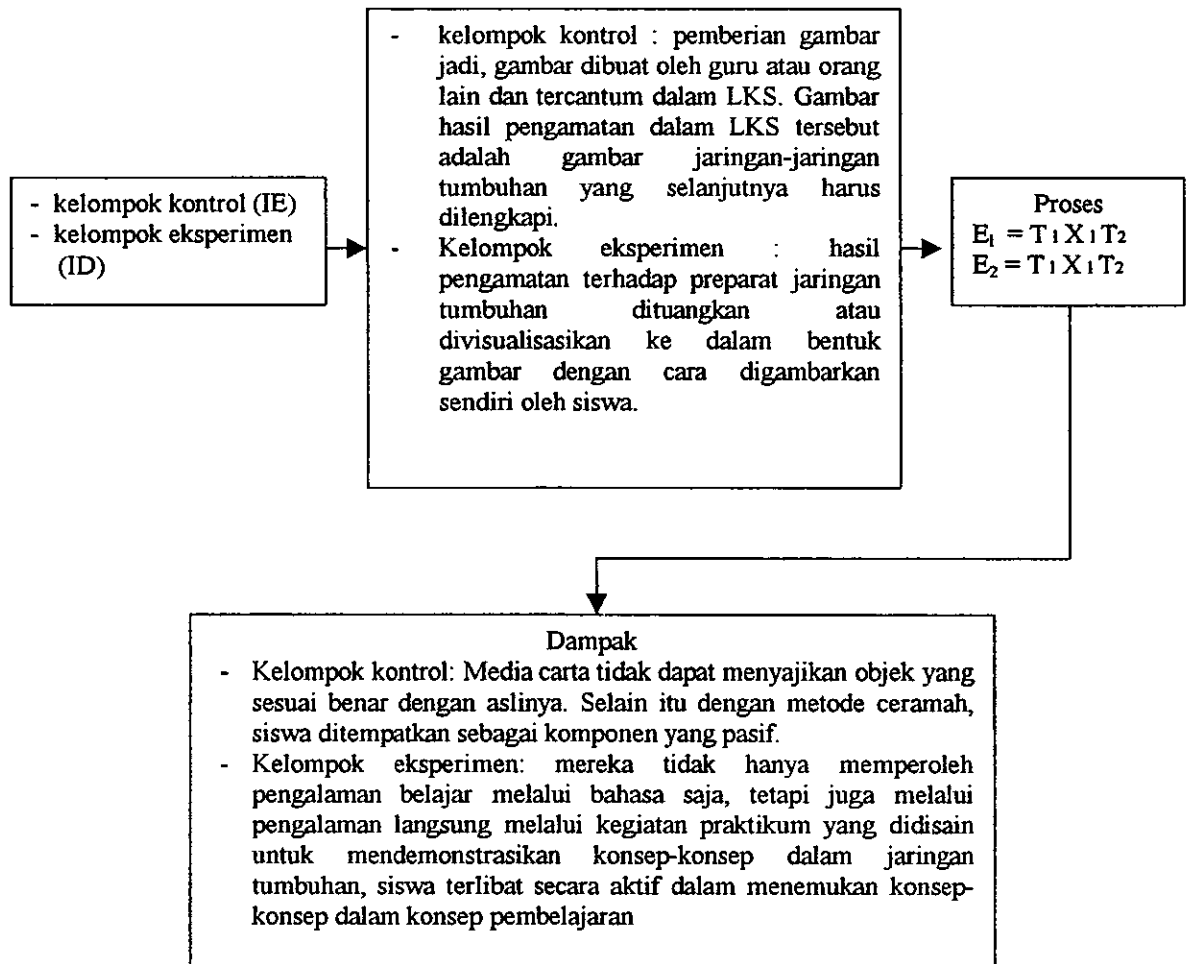 - kelompok kontrol (IE)
- kelompok eksperimen
(ID)
- kelompok kontrol : pemberian gambar
jadi, gambar dibuat oleh guru atau orang
lain dan tercantum dalam LKS. Gambar
hasil pengamatan dalam LKS tersebut
adalah gambar jaringan-jaringan
tumbuhan yang selanjutnya harus
dilengkapi.
- Kelompok eksperimen : hasil
pengamatan terhadap preparat jaringan
tumbuhan dituangkan atau
divisualisasikan ke dalam bentuk
gambar dengan cara digambarkan
sendiri oleh siswa.
Proses
E₁ = T₁ X₁ T₂
E₂ = T₁ X₁ T₂
Dampak
- Kelompok kontrol: Media carta tidak dapat menyajikan objek yang
sesuai benar dengan aslinya. Selain itu dengan metode ceramah,
siswa ditempatkan sebagai komponen yang pasif.
- Kelompok eksperimen: mereka tidak hanya memperoleh
pengalaman belajar melalui bahasa saja, tetapi juga melalui
pengalaman langsung melalui kegiatan praktikum yang didisain
untuk mendemonstrasikan konsep-konsep dalam jaringan
tumbuhan, siswa terlibat secara aktif dalam menemukan konsep-
konsep dalam konsep pembelajaran